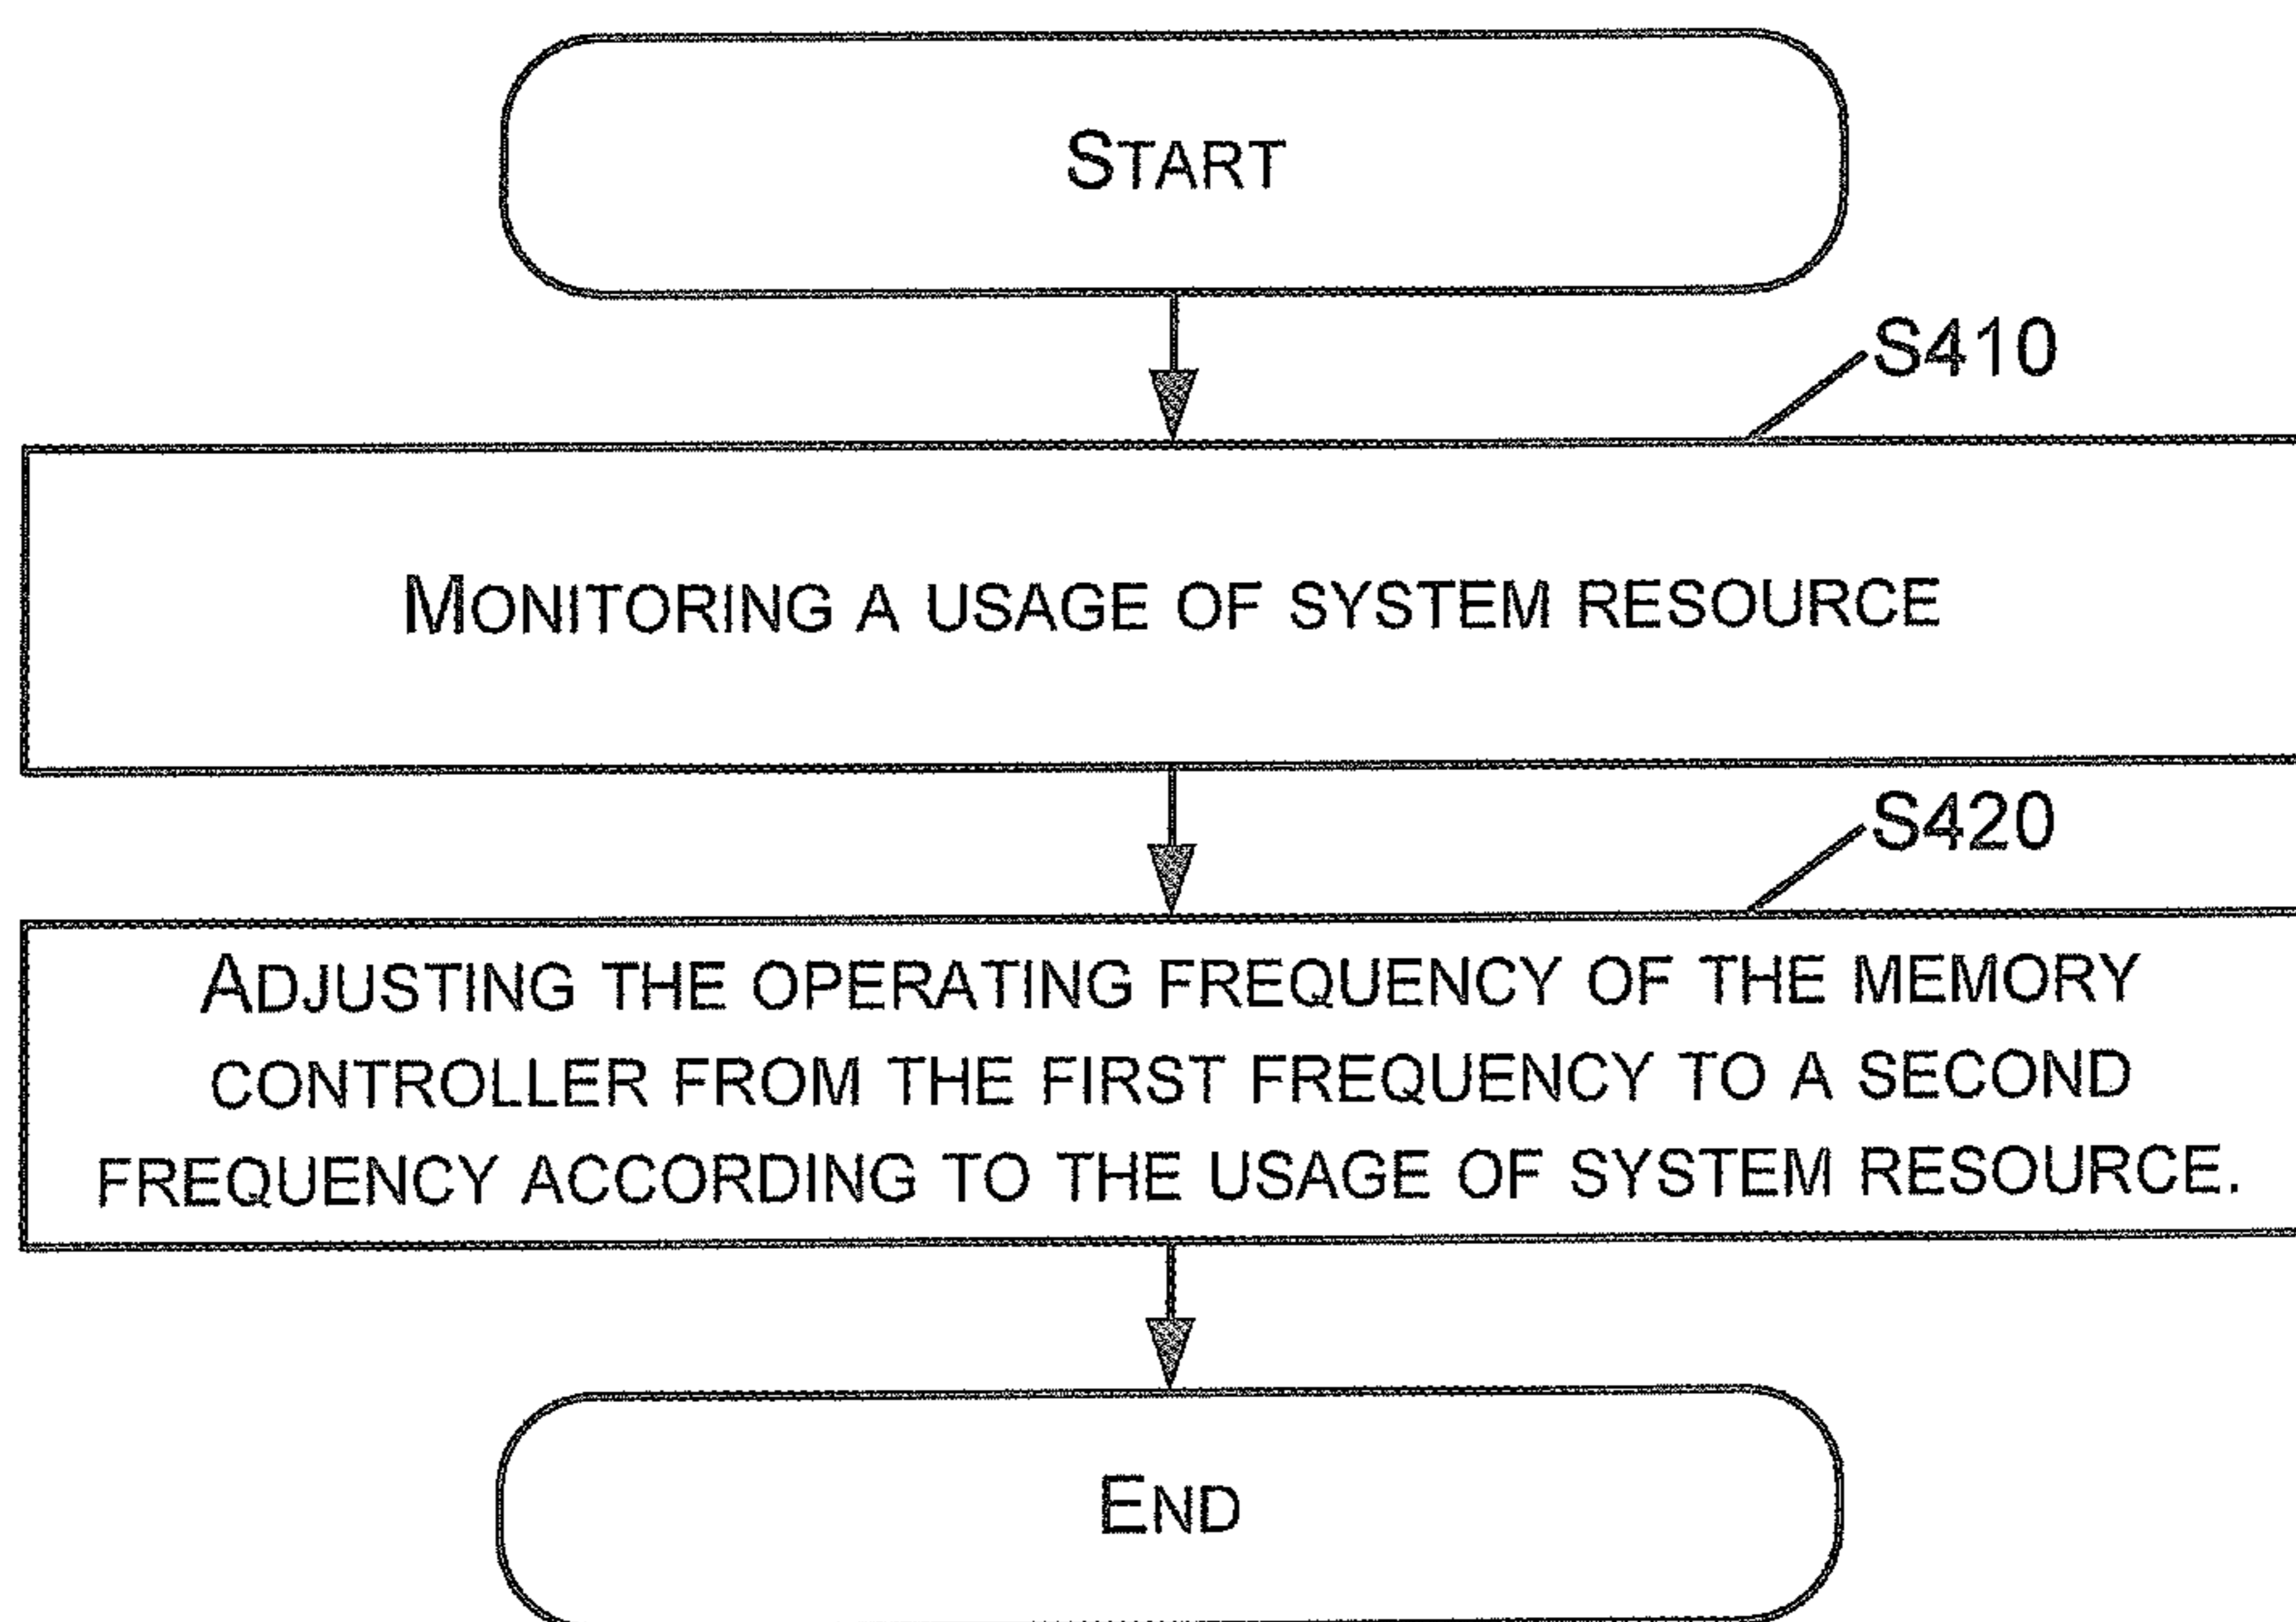 START
S410
MONITORING A USAGE OF SYSTEM RESOURCE
S420
ADJUSTING THE OPERATING FREQUENCY OF THE MEMORY
CONTROLLER FROM THE FIRST FREQUENCY TO A SECOND
FREQUENCY ACCORDING TO THE USAGE OF SYSTEM RESOURCE.
END